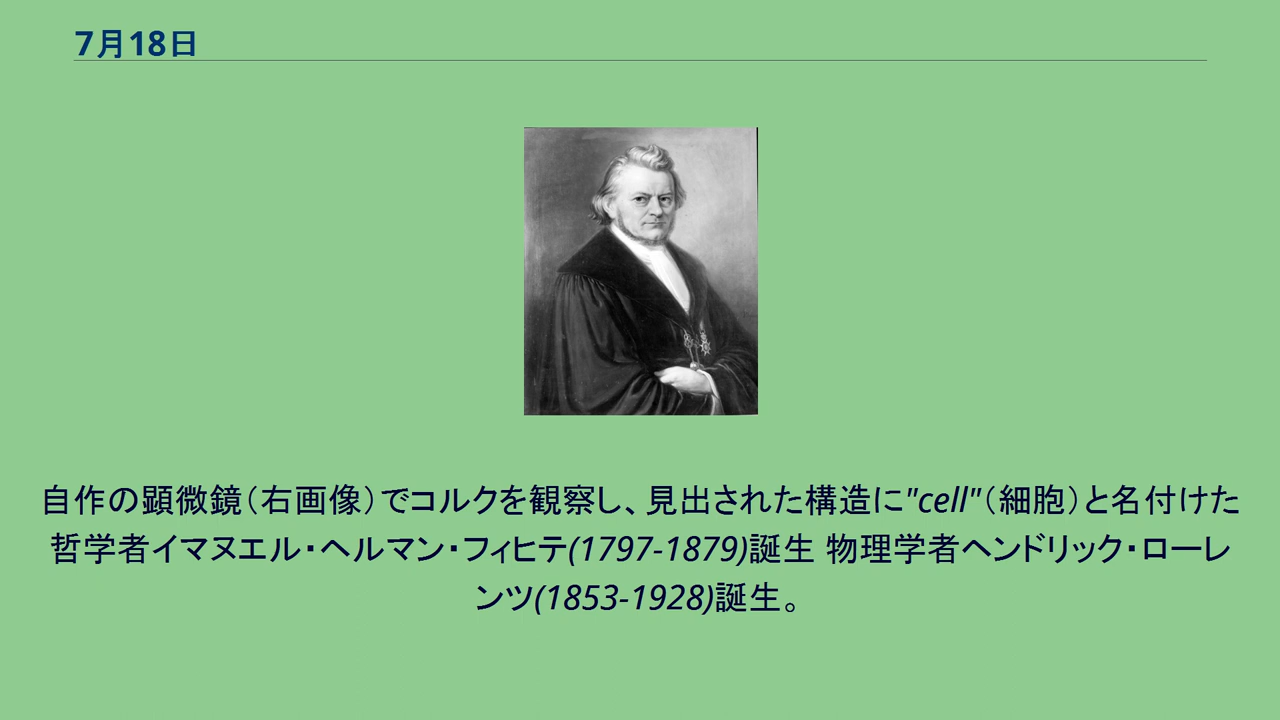 7月18日
自作の顕微鏡（右画像）でコルクを観察し、見出された構造に"cell"（細胞）と名付けた
哲学者イマヌエル・ヘルマン・フィヒテ(1797-1879)誕生 物理学者ヘンドリック・ローレ
ンツ(1853-1928)誕生。